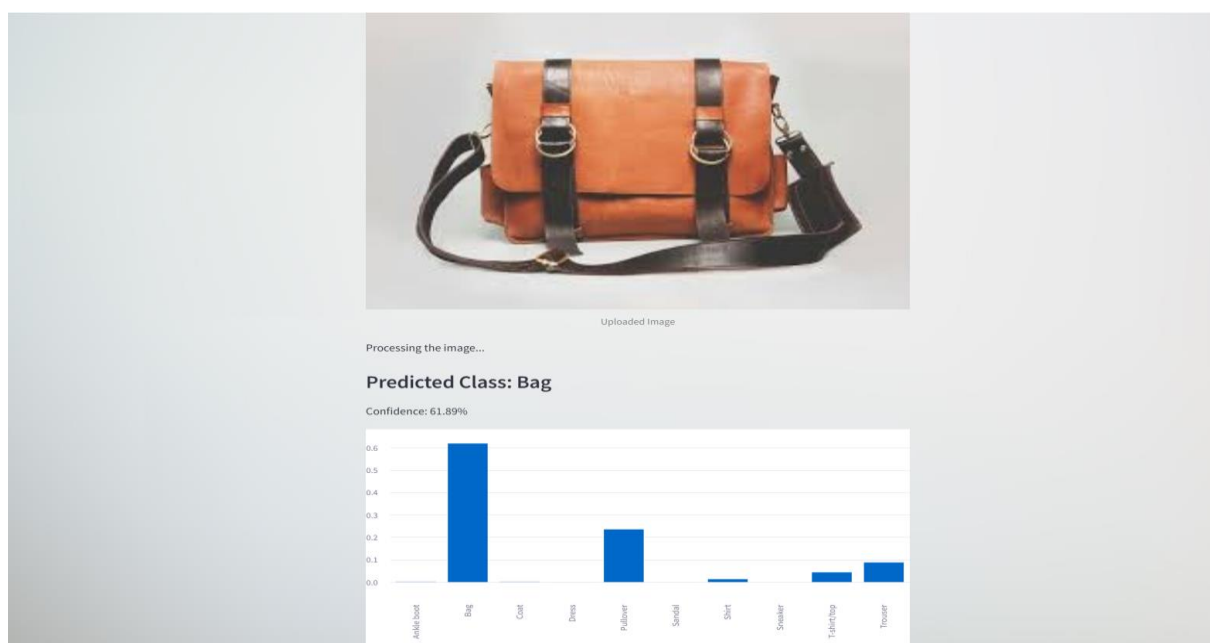 Uploaded Image
Processing the image...
Predicted Class: Bag
Confidence: 61.89%
0.6
0.5
0.4
0.3
0.2
0.1
0.0
Ankle boot
Bag
Coat
Dress
Pullover
Sandal
Shirt
Sneaker
T-shirt/top
Trouser